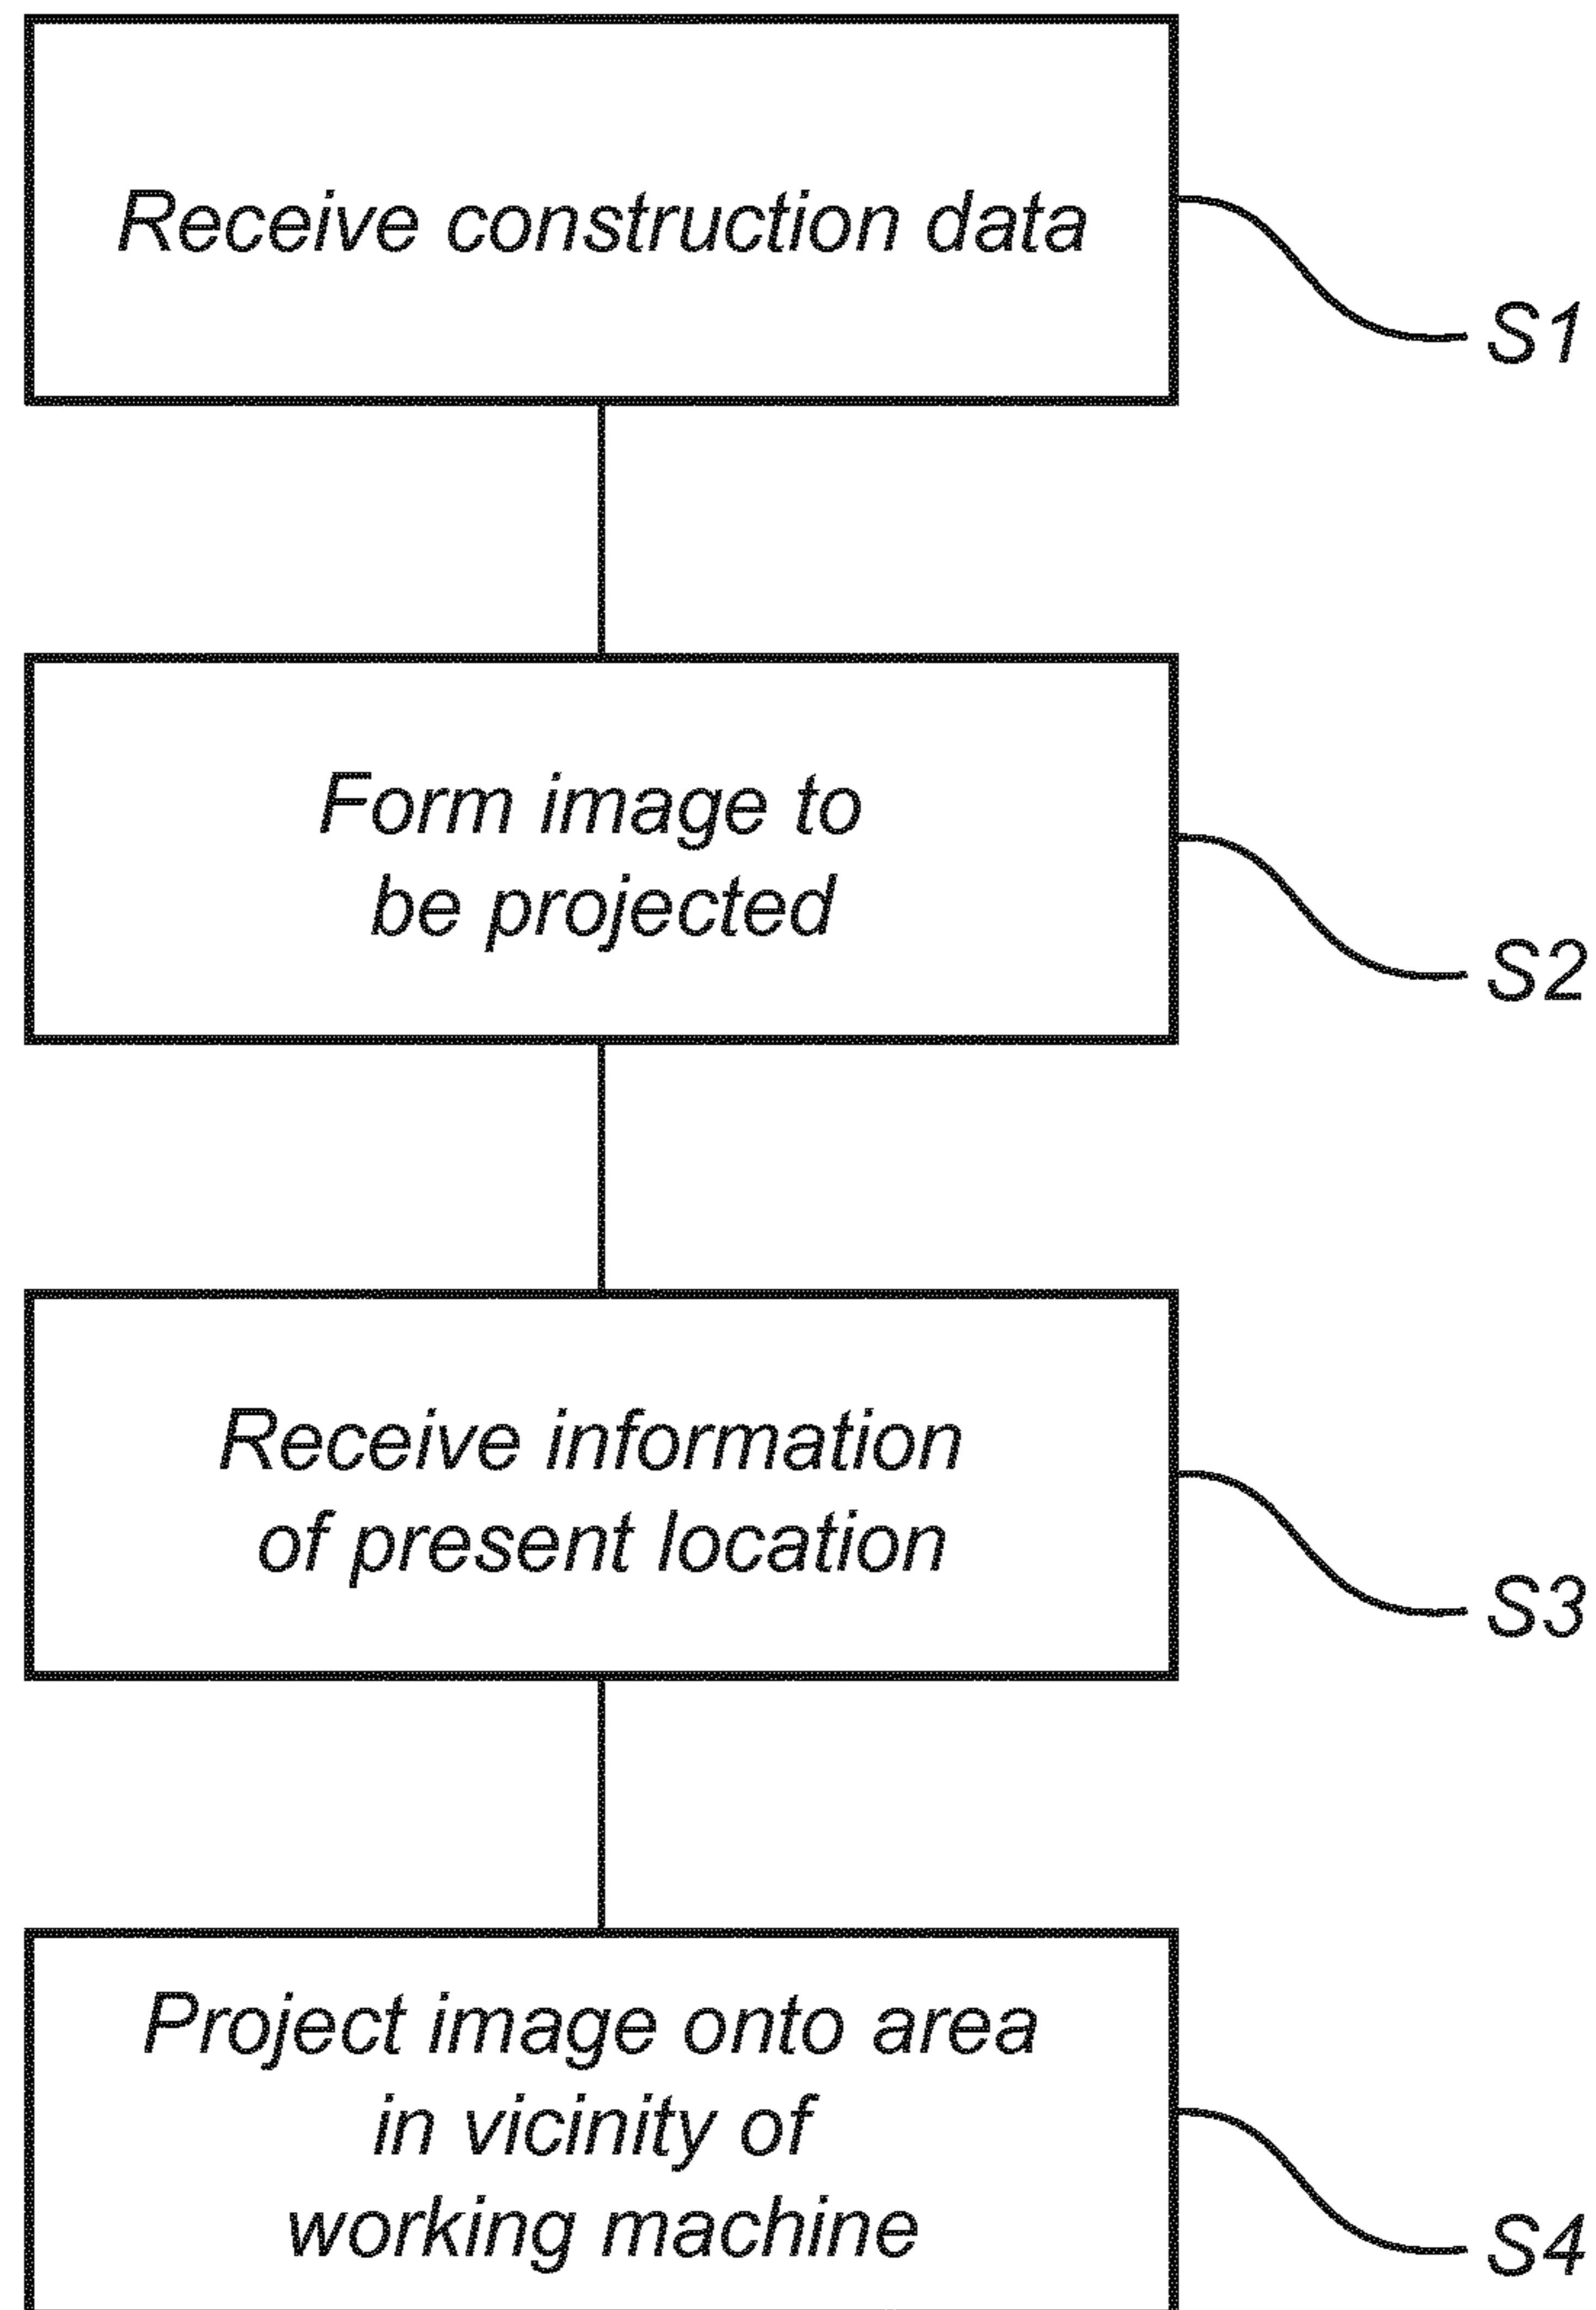 Receive construction data
S1
Form image to
be projected
S2
Receive information
of present location
S3
Project image onto area
in vicinity of
working machine
S4